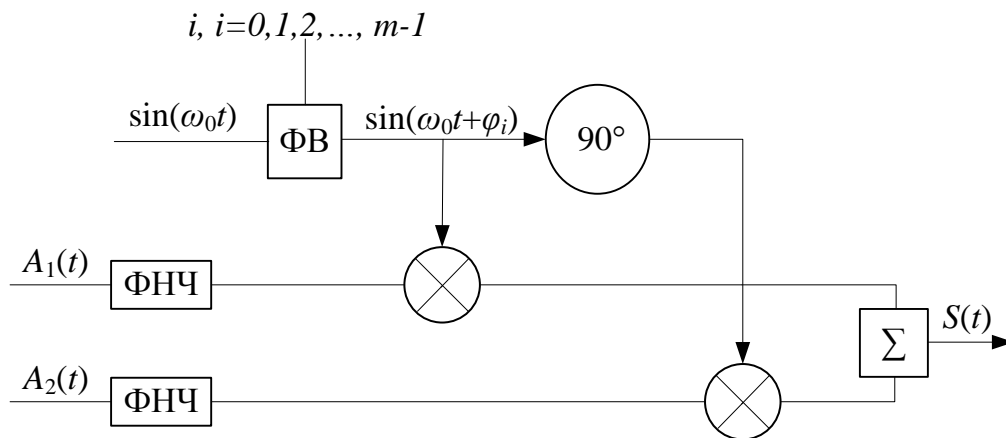 i, i=0,1,2,..., m-1
sin(ω₀t)
ФВ
sin(ω₀t+φᵢ)
90°
A₁(t)
ФНЧ
A₂(t)
ФНЧ
∑
S(t)